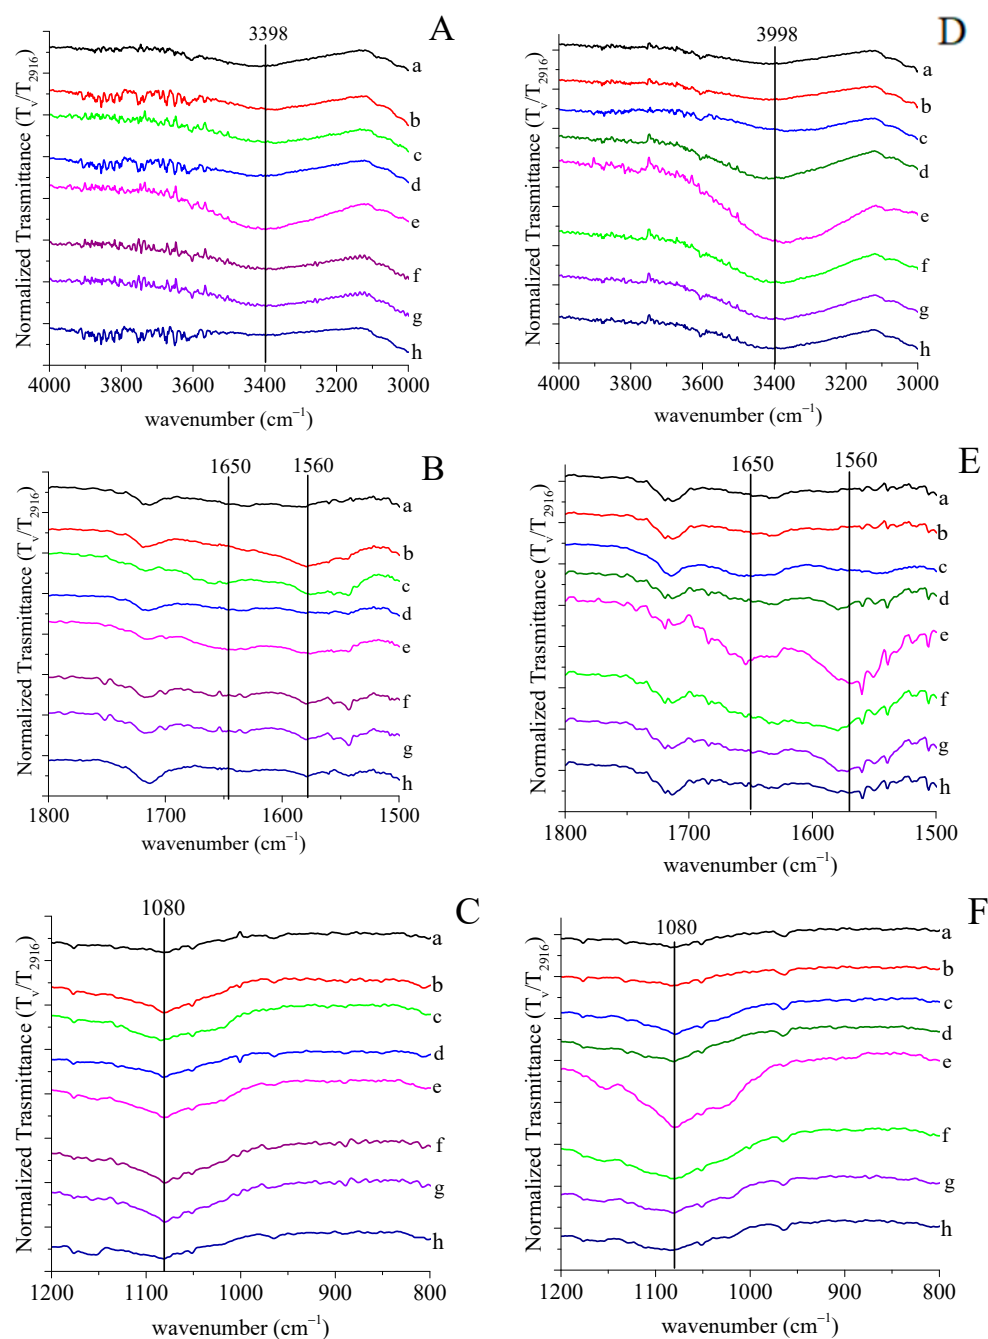 A
3398
Normalized Trasmittance (Tᵥ/T₂₉₁₆)
a
b
c
d
e
f
g
h
4000 3800 3600 3400 3200 3000
wavenumber (cm⁻¹)
D
3998
Normalized Trasmittance (Tᵥ/T₂₉₁₆)
a
b
c
d
e
f
g
h
4000 3800 3600 3400 3200 3000
wavenumber (cm⁻¹)
B
1650 1560
Normalized Trasmittance (Tᵥ/T₂₉₁₆)
a
b
c
d
e
f
g
h
1800 1700 1600 1500
wavenumber (cm⁻¹)
E
1650 1560
Normalized Trasmittance (Tᵥ/T₂₉₁₆)
a
b
c
d
e
f
g
h
1800 1700 1600 1500
wavenumber (cm⁻¹)
C
1080
Normalized Trasmittance (Tᵥ/T₂₉₁₆)
a
b
c
d
e
f
g
h
1200 1100 1000 900 800
wavenumber (cm⁻¹)
F
1080
Normalized Trasmittance (Tᵥ/T₂₉₁₆)
a
b
c
d
e
f
g
h
1200 1100 1000 900 800
wavenumber (cm⁻¹)